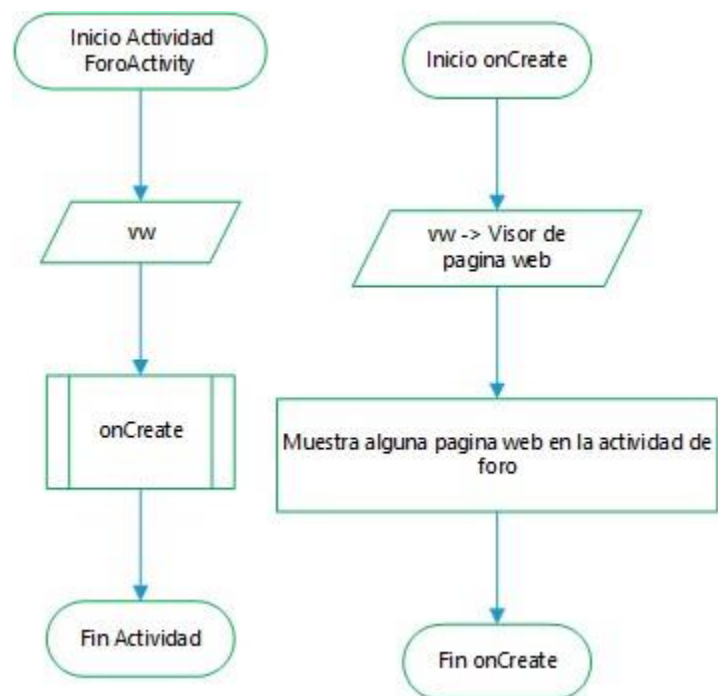 Inicio Actividad
ForoActivity
vw
onCreate
Fin Actividad
Inicio onCreate
vw -> Visor de
pagina web
Muestra alguna pagina web en la actividad de
foro
Fin onCreate